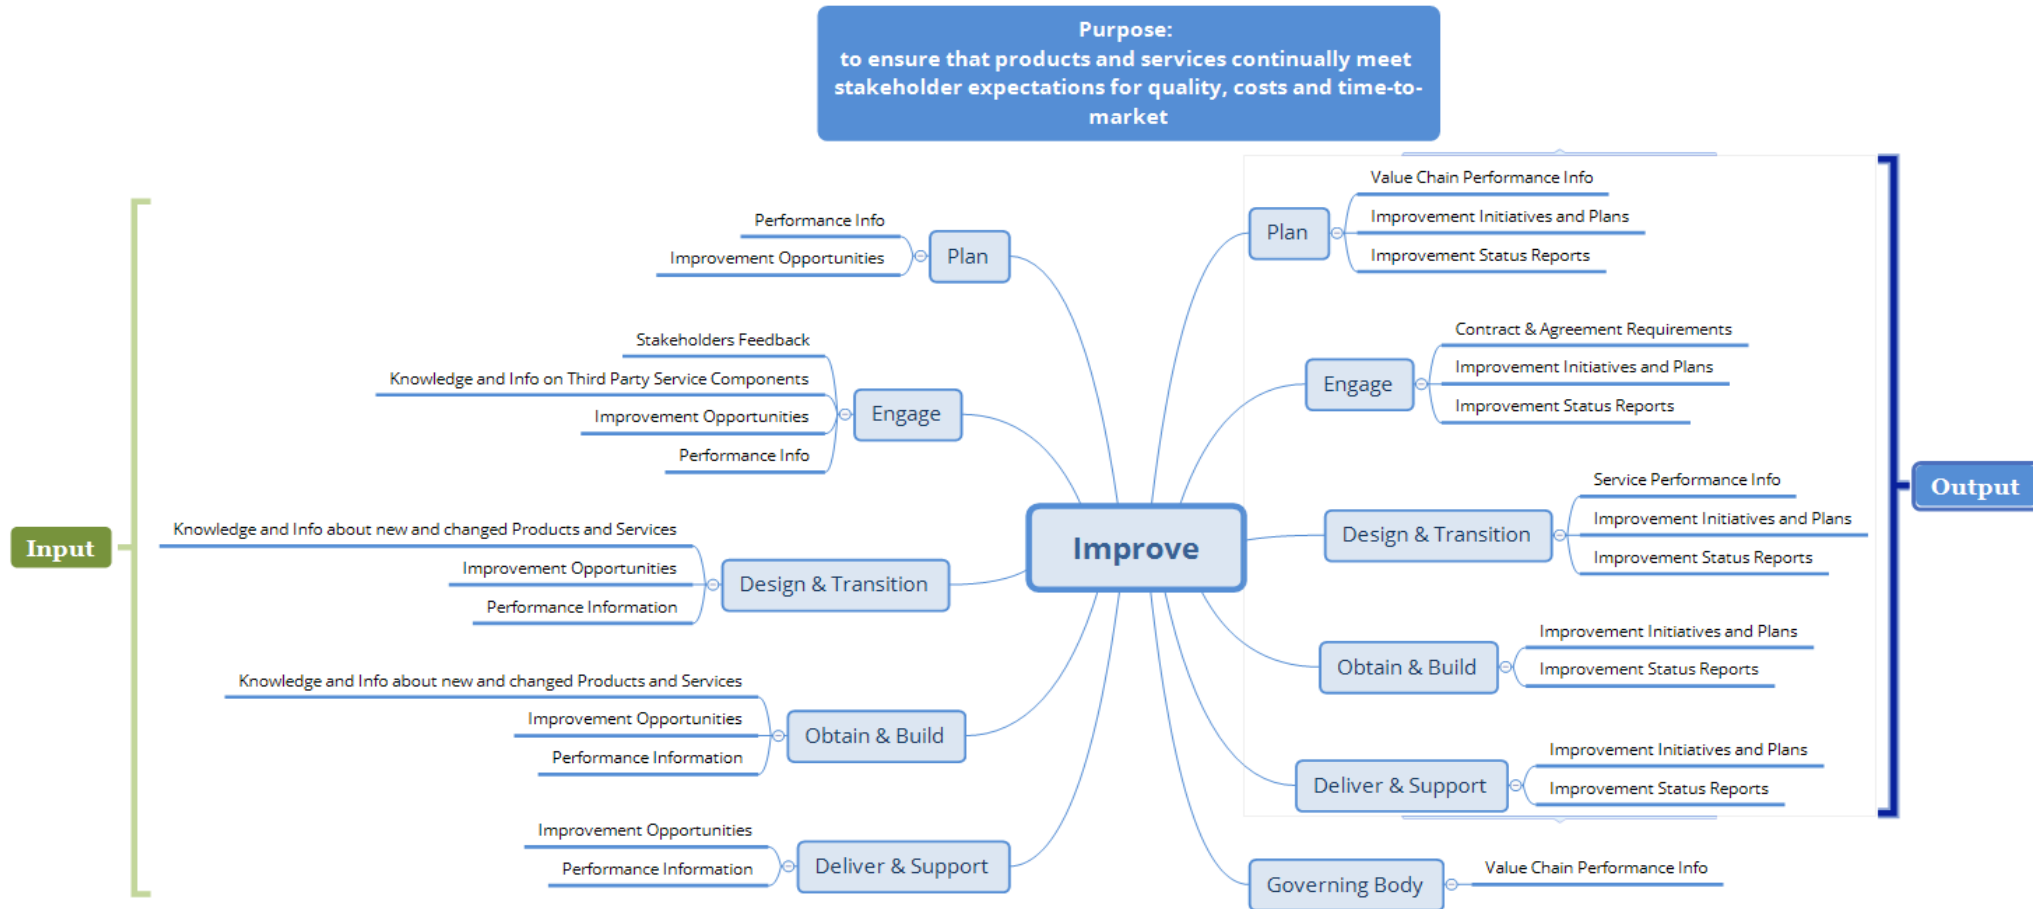 Purpose:
to ensure that products and services continually meet
stakeholder expectations for quality, costs and time-to-
market
Input
Performance Info
Improvement Opportunities
Plan
Stakeholders Feedback
Knowledge and Info on Third Party Service Components
Improvement Opportunities
Performance Info
Engage
Knowledge and Info about new and changed Products and Services
Improvement Opportunities
Performance Information
Design & Transition
Knowledge and Info about new and changed Products and Services
Improvement Opportunities
Performance Information
Obtain & Build
Improvement Opportunities
Performance Information
Deliver & Support
Improve
Plan
Value Chain Performance Info
Improvement Initiatives and Plans
Improvement Status Reports
Engage
Contract & Agreement Requirements
Improvement Initiatives and Plans
Improvement Status Reports
Design & Transition
Service Performance Info
Improvement Initiatives and Plans
Improvement Status Reports
Obtain & Build
Improvement Initiatives and Plans
Improvement Status Reports
Deliver & Support
Improvement Initiatives and Plans
Improvement Status Reports
Governing Body
Value Chain Performance Info
Output